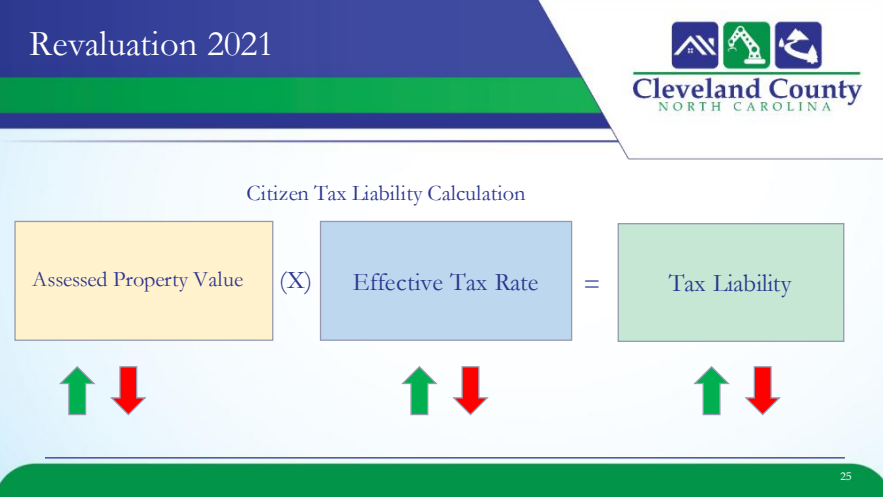 Revaluation 2021
Cleveland County
NORTH CAROLINA
Citizen Tax Liability Calculation
Assessed Property Value
(X)
Effective Tax Rate
=
Tax Liability
25